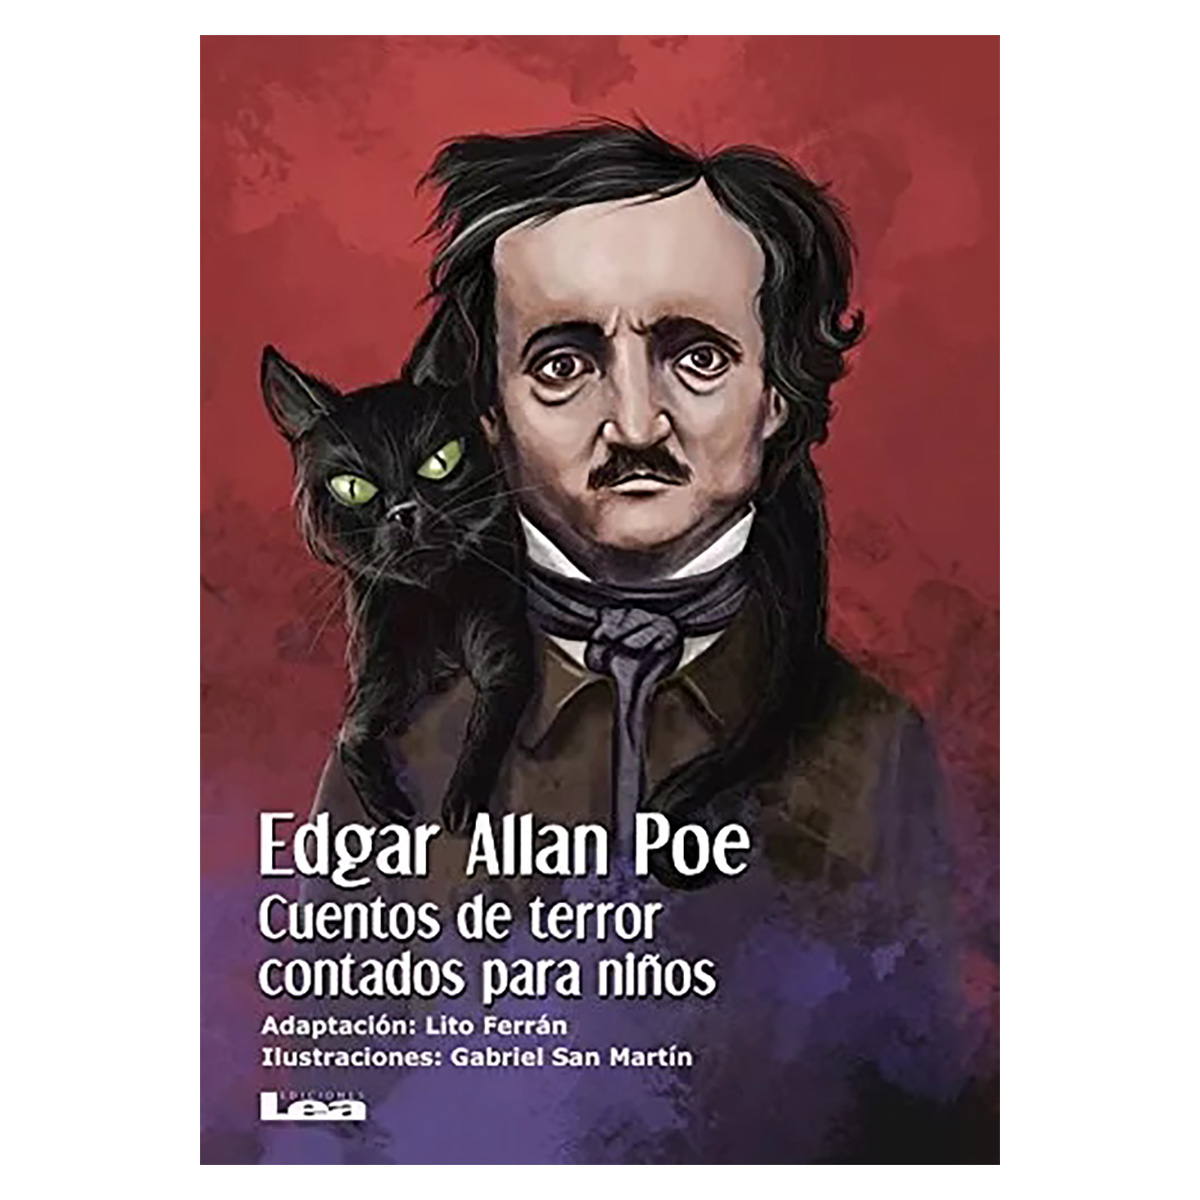 Edgar Allan Poe
Cuentos de terror
contados para niños
Adaptación: Lito Ferrán
Ilustraciones: Gabriel San Martín
EDICIONES
Lea